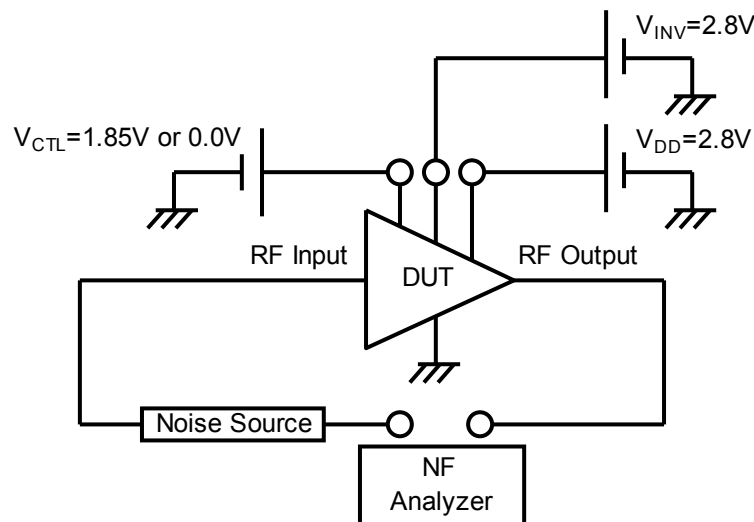 V_INV=2.8V
V_CTL=1.85V or 0.0V
V_DD=2.8V
RF Input
RF Output
DUT
Noise Source
NF
Analyzer